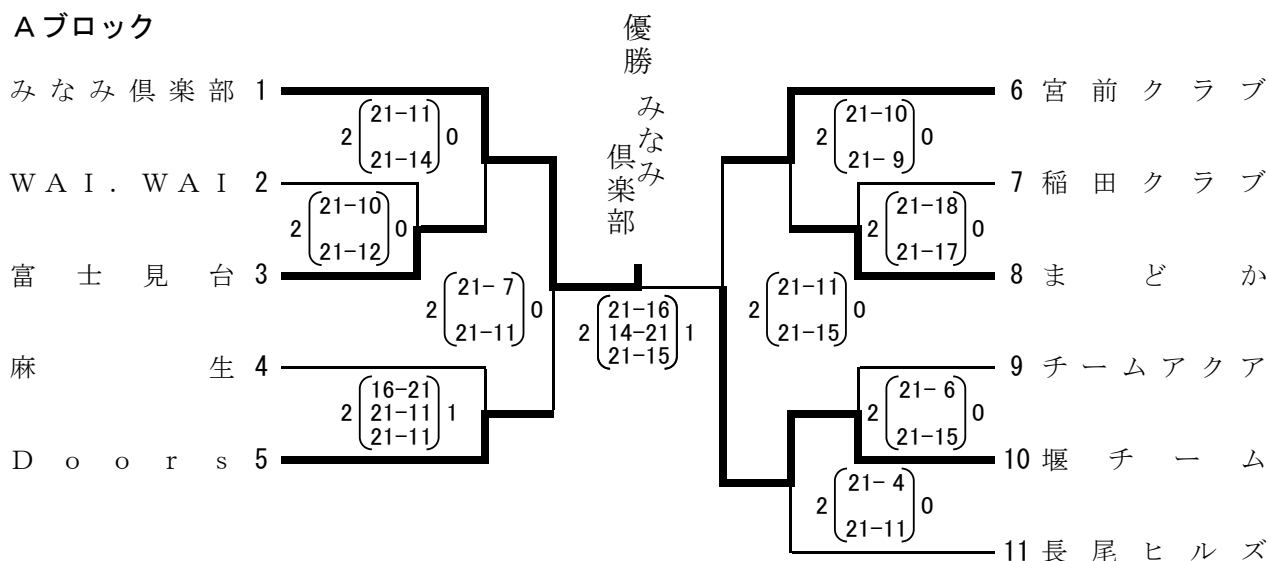 Aブロック
優勝 みなみ倶楽部
みなみ倶楽部 1
2 21-11 0
21-14
WAI.WAI 2
2 21-10 0
21-12
富士見台 3
2 21- 7 0
21-11
麻生 4
16-21
2 21-11 1
21-11
Doors 5
21-16
2 14-21 1
21-15
6 宮前クラブ
2 21-10 0
21- 9
7 稲田クラブ
2 21-18 0
21-17
8 まどか
2 21-11 0
21-15
9 チームアクア
2 21- 6 0
21-15
10 堰チーム
2 21- 4 0
21-11
11 長尾ヒルズ